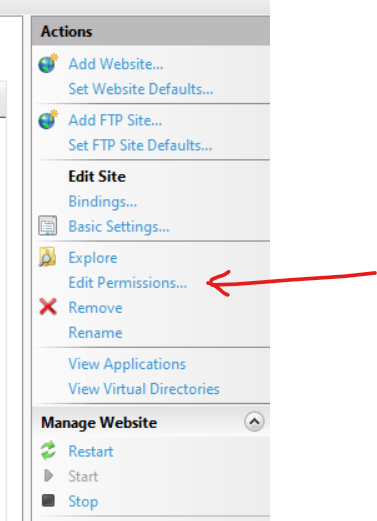 Actions
Add Website...
Set Website Defaults...
Add FTP Site...
Set FTP Site Defaults...
Edit Site
Bindings...
Basic Settings...
Explore
Edit Permissions...
Remove
Rename
View Applications
View Virtual Directories
Manage Website
Restart
Start
Stop